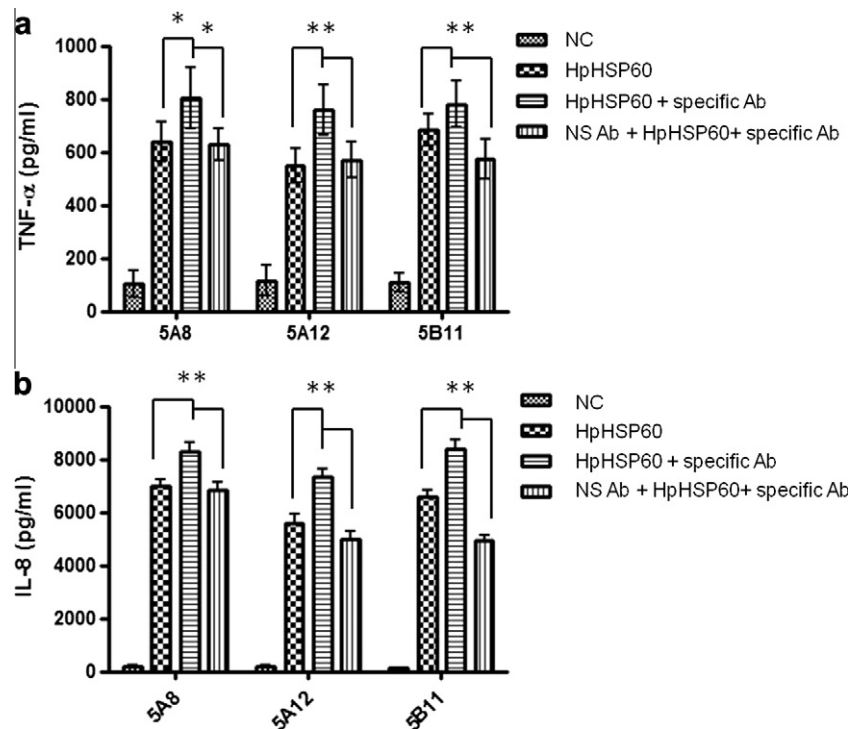 a
* *
** 
**
1000
800
600
400
200
0
TNF-α (pg/ml)
5A8 5A12 5B11
NC
HpHSP60
HpHSP60 + specific Ab
NS Ab + HpHSP60+ specific Ab
b
**
**
**
10000
8000
6000
4000
2000
0
IL-8 (pg/ml)
5A8 5A12 5B11
NC
HpHSP60
HpHSP60 + specific Ab
NS Ab + HpHSP60+ specific Ab